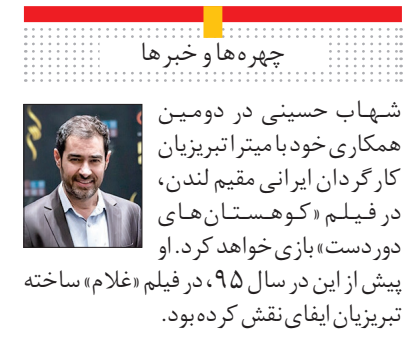 چهره‌ها و خبرها
شهاب حسینی در دومین
همکاری خود با میترا تبریزیان
کارگردان ایرانی مقیم لندن،
در فیلم «کوهستان‌های
دوردست» بازی خواهد کرد. او
پیش از این در سال ۹۵، در فیلم «غلام» ساخته
تبریزیان ایفای نقش کرده بود.